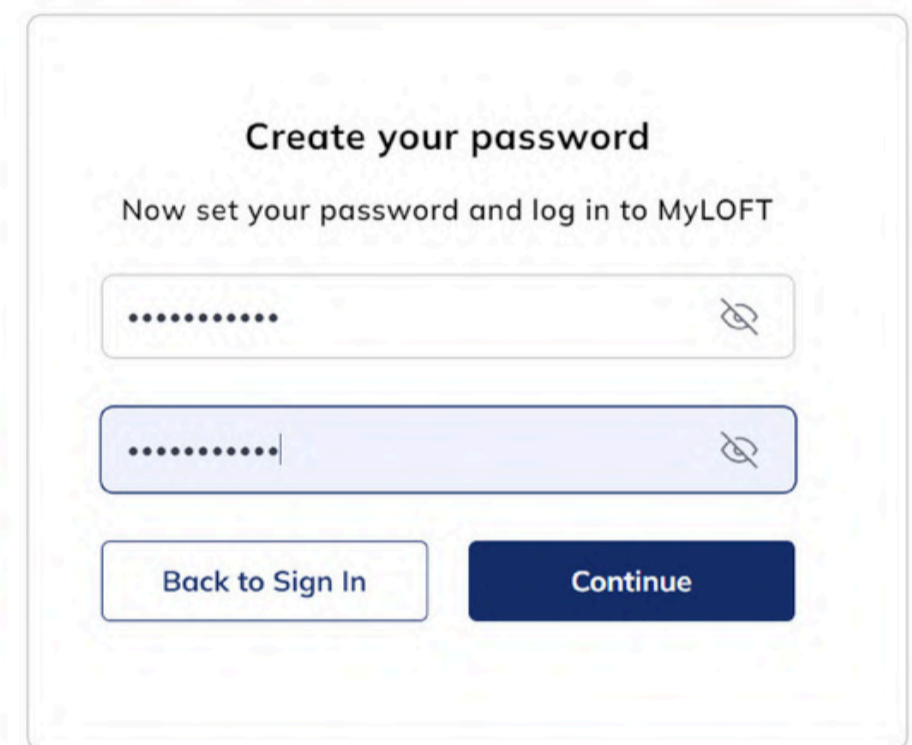 Create your password
Now set your password and log in to MyLOFT
•••••••••••
•••••••••••
Back to Sign In
Continue